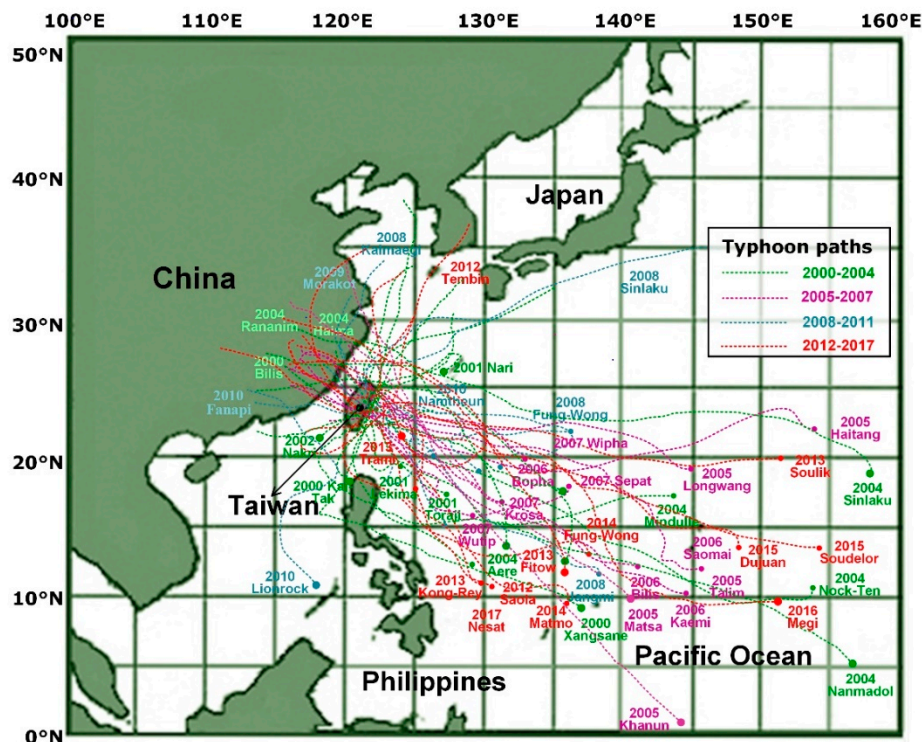 100°E 110°E 120°E 130°E 140°E 150°E 160°E
50°N
40°N
30°N
20°N
10°N
0°N
China
Japan
Taiwan
Philippines
Pacific Ocean
Typhoon paths
2000-2004
2005-2007
2008-2011
2012-2017
2008
Kalmaegi
2009
Morakot
2012
Tembin
2008
Sinlaku
2004
Rananim
2004
2000
Bilis
2001 Nari
2010
Fanapi
2010
Namtheun
2008
Fung-Wong
2005
Haitang
2002
Nakri
2013
Trami
2007 Wipha
2006
Bopha
2007 Sepat
2005
Longwang
2013
Soulik
2004
Sinlaku
2000 Kai
Tak
2001
2001
Toraji
2007
Krosa
2007
Wutip
2004
Mindulle
2014
Fung-Wong
2006
Saomai
2015
Dujuan
2015
Soudelor
2004
Aere
2013
Fitow
2010
Lionrock
2013
Kong-Rey
2012
Saola
2008
Jangmi
2006
Bilis
2005
Talim
2004
Nock-Ten
2017
Nesat
2014
Matmo
2000
Xangsane
2005
Matsa
2006
Kaemi
2016
Megi
2004
Nanmadol
2005
Khanun